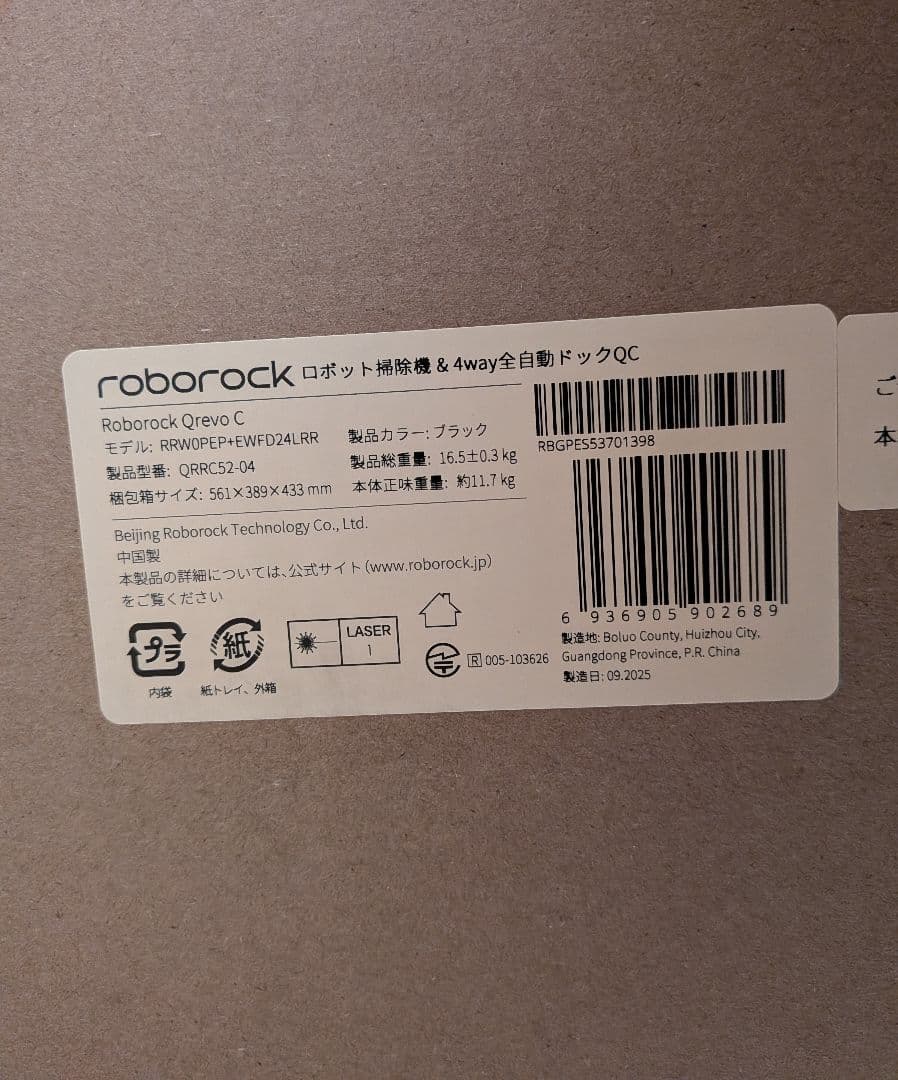 roborock ロボット掃除機 & 4way全自動ドックQC
Roborock Qrevo C
モデル: RRW0PEP+EWFD24LRR 製品カラー: ブラック
製品型番: QRRC52-04 製品総重量: 16.5±0.3 kg
梱包箱サイズ: 561×389×433 mm 本体正味重量: 約11.7 kg
RBGPES53701398
Beijing Roborock Technology Co., Ltd.
中国製
本製品の詳細については、公式サイト(www.roborock.jp)
をご覧ください
6 936905 902689
プラ
内袋
紙
紙トレイ、外箱
LASER
1
R 005-103626
製造地: Boluo County, Huizhou City,
Guangdong Province, P.R. China
製造日: 09.2025
ご
本